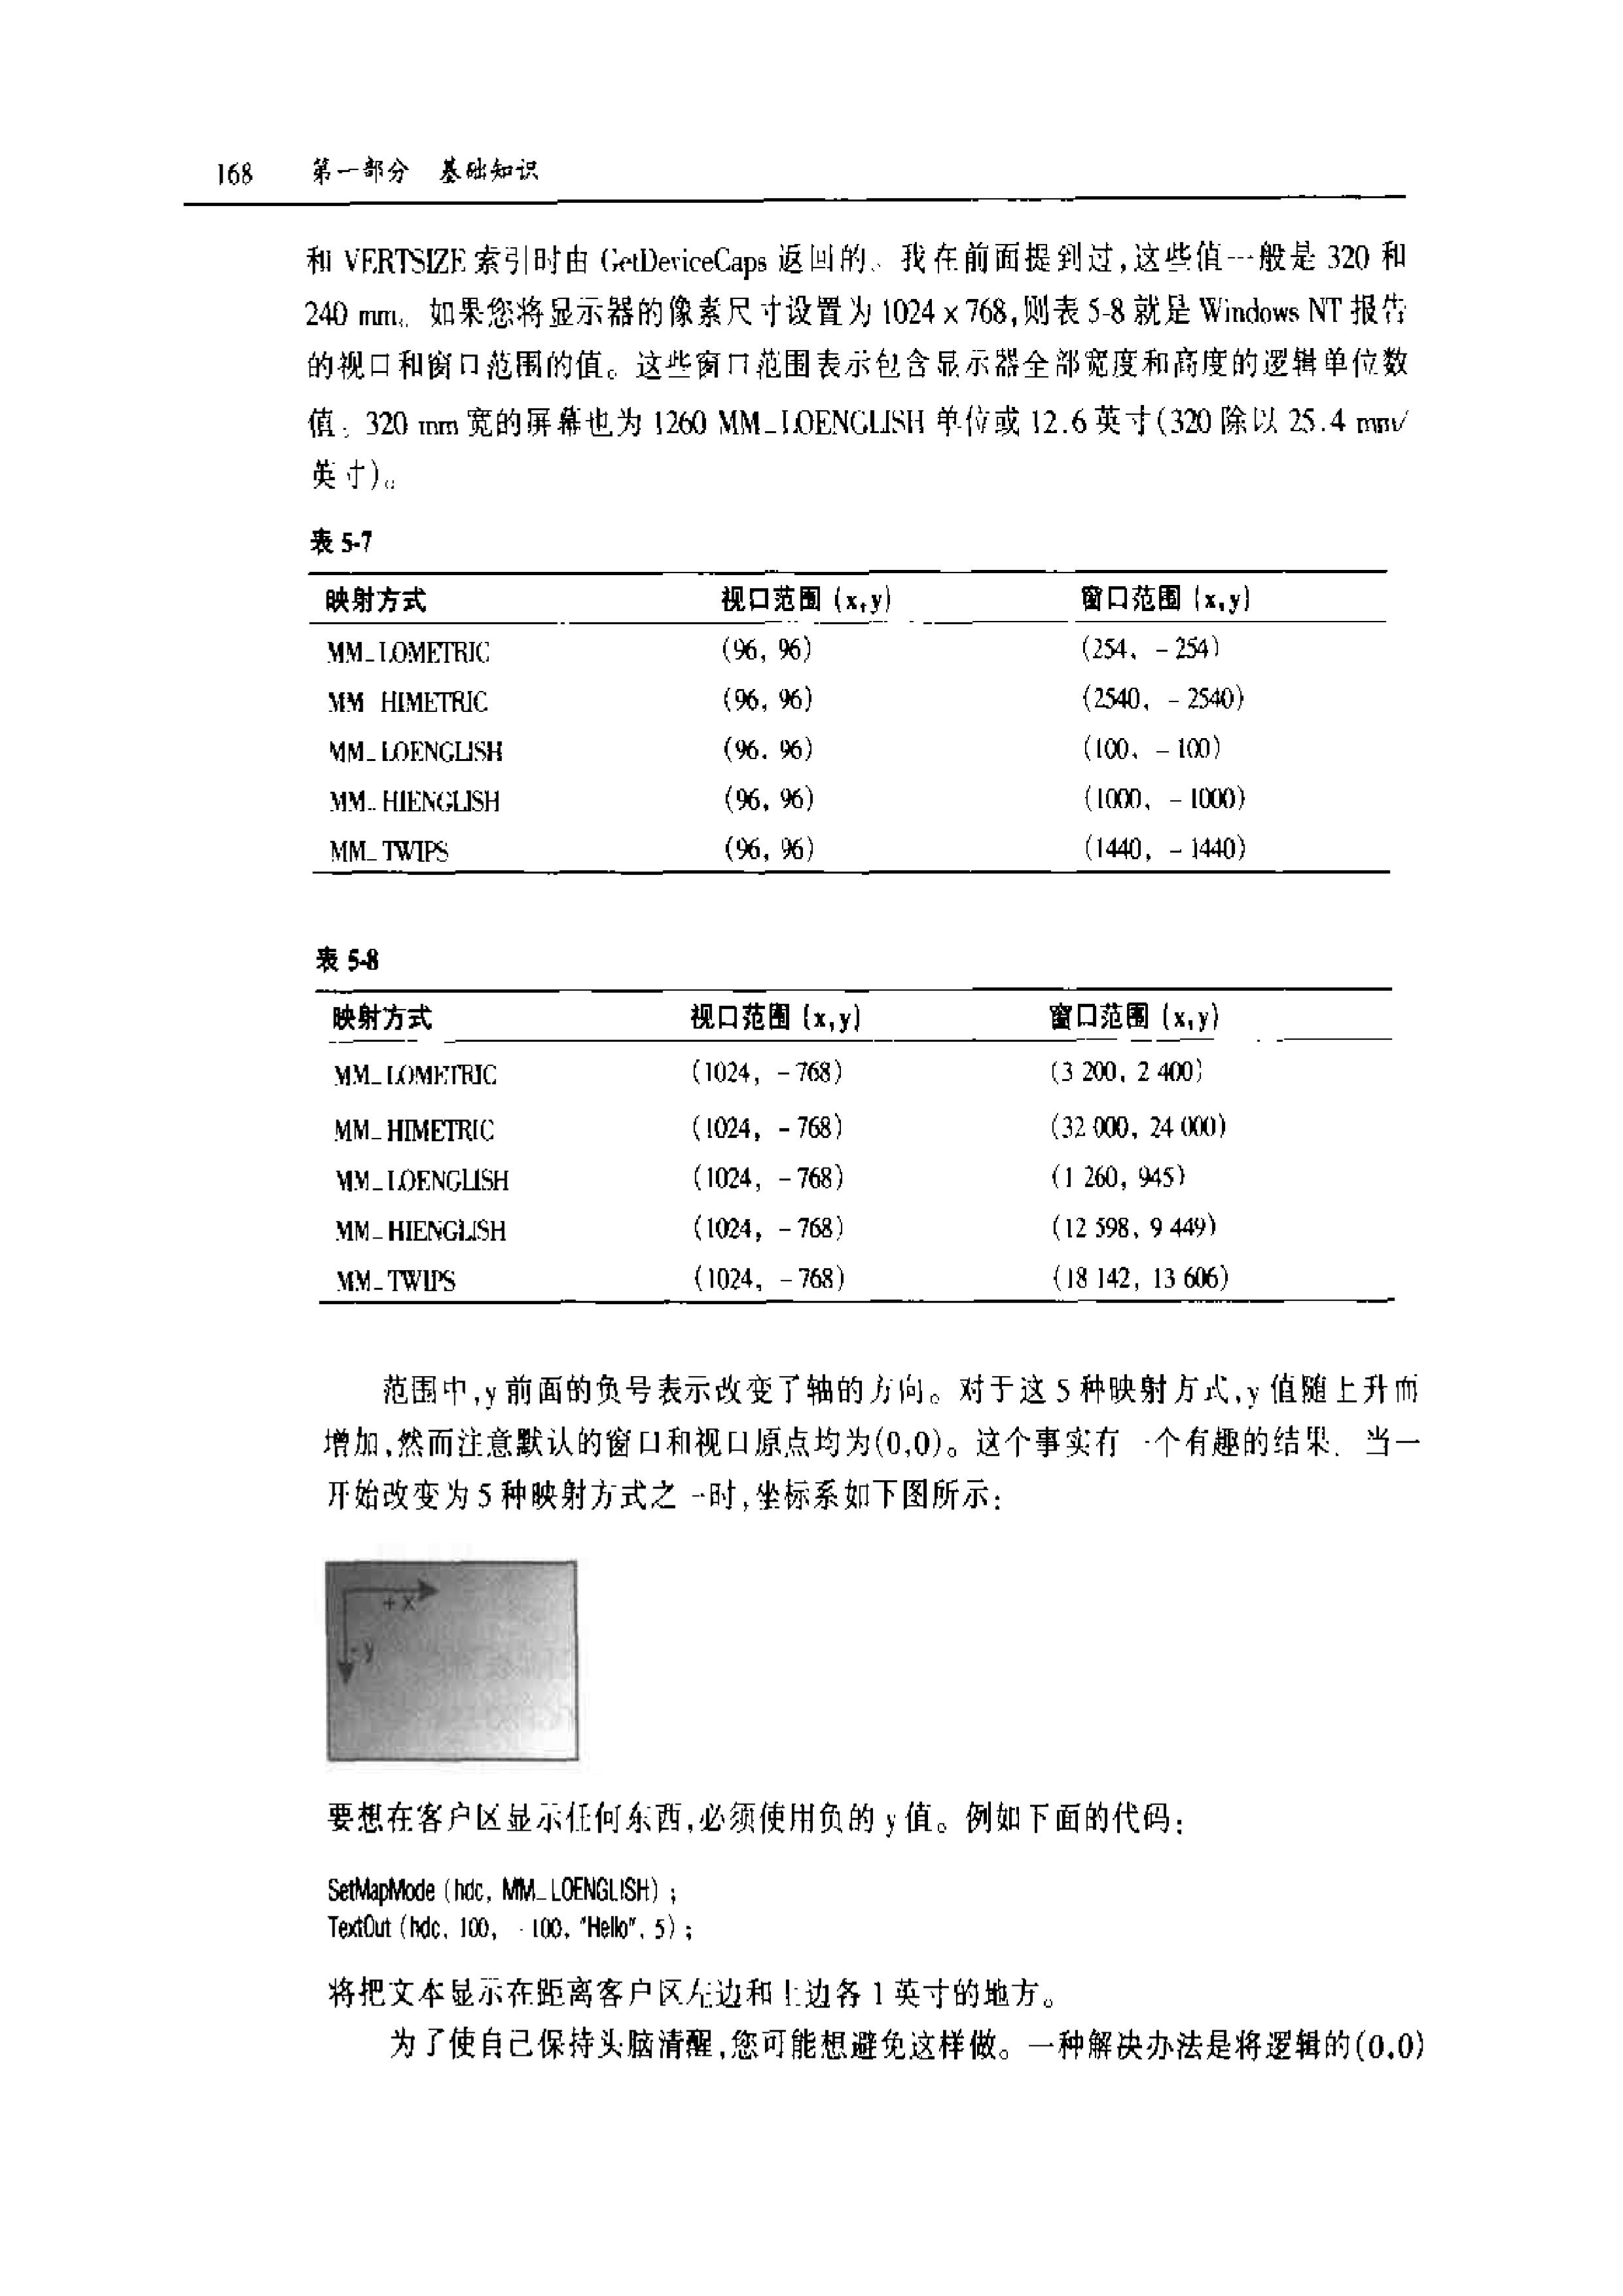 168 第一部分 基础知识
和 VERTSIZE 索引时由 GetDeviceCaps 返回的。我在前面提到过,这些值一般是 320 和
240 mm。如果您将显示器的像素尺寸设置为 1024 x 768,则表 5-8 就是 Windows NT 报告
的视口和窗口范围的值。这些窗口范围表示包含显示器全部宽度和高度的逻辑单位数
值。320 mm 宽的屏幕也为 1260 MM_LOENGLISH 单位或 12.6 英寸(320 除以 25.4 mm/
英寸)。
表 5-7
映射方式 视口范围 (x,y) 窗口范围 (x,y)
MM_LOMETRIC (96, 96) (254, -254)
MM HIMETRIC (96, 96) (2540, -2540)
MM_LOENGLISH (96, 96) (100, -100)
MM_HIENGLISH (96, 96) (1000, -1000)
MM_TWIPS (96, 96) (1440, -1440)
表 5-8
映射方式 视口范围 (x,y) 窗口范围 (x,y)
MM_LOMETRIC (1024, -768) (3 200, 2 400)
MM_HIMETRIC (1024, -768) (32 000, 24 000)
MM_LOENGLISH (1024, -768) (1 260, 945)
MM_HIENGLISH (1024, -768) (12 598, 9 449)
MM_TWIPS (1024, -768) (18 142, 13 606)
范围中,y 前面的负号表示改变了轴的方向。对于这 5 种映射方式,y 值随上升而
增加,然而注意默认的窗口和视口原点均为(0,0)。这个事实有一个有趣的结果。当一
开始改变为 5 种映射方式之一时,坐标系如下图所示:
+x
-y
要想在客户区显示任何东西,必须使用负的 y 值。例如下面的代码:
SetMapMode (hdc, MM_LOENGLISH) ;
TextOut (hdc, 100, -100, "Hello", 5) ;
将把文本显示在距离客户区左边和上边各 1 英寸的地方。
为了使自己保持头脑清醒,您可能想避免这样做。一种解决办法是将逻辑的(0,0)